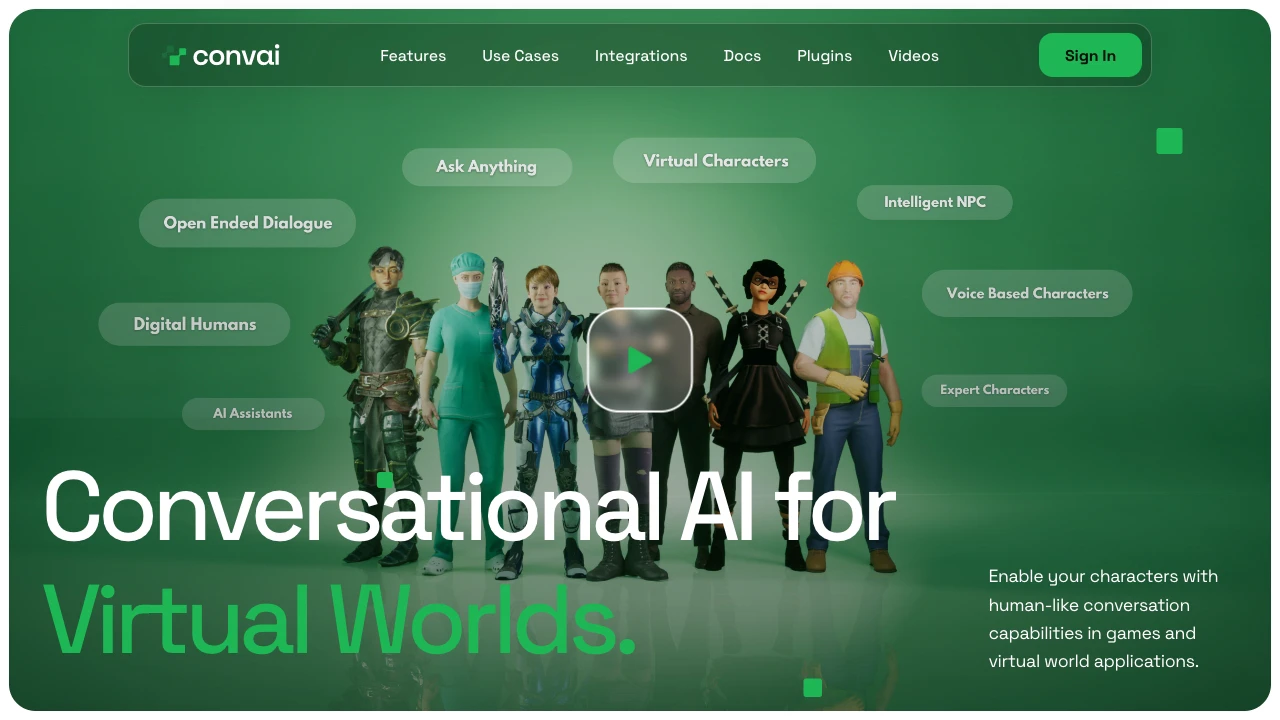 convai
Features
Use Cases
Integrations
Docs
Plugins
Videos
Sign In
Ask Anything
Virtual Characters
Open Ended Dialogue
Intelligent NPC
Digital Humans
Voice Based Characters
AI Assistants
Expert Characters
Conversational AI for
Virtual Worlds.
Enable your characters with
human-like conversation
capabilities in games and
virtual world applications.